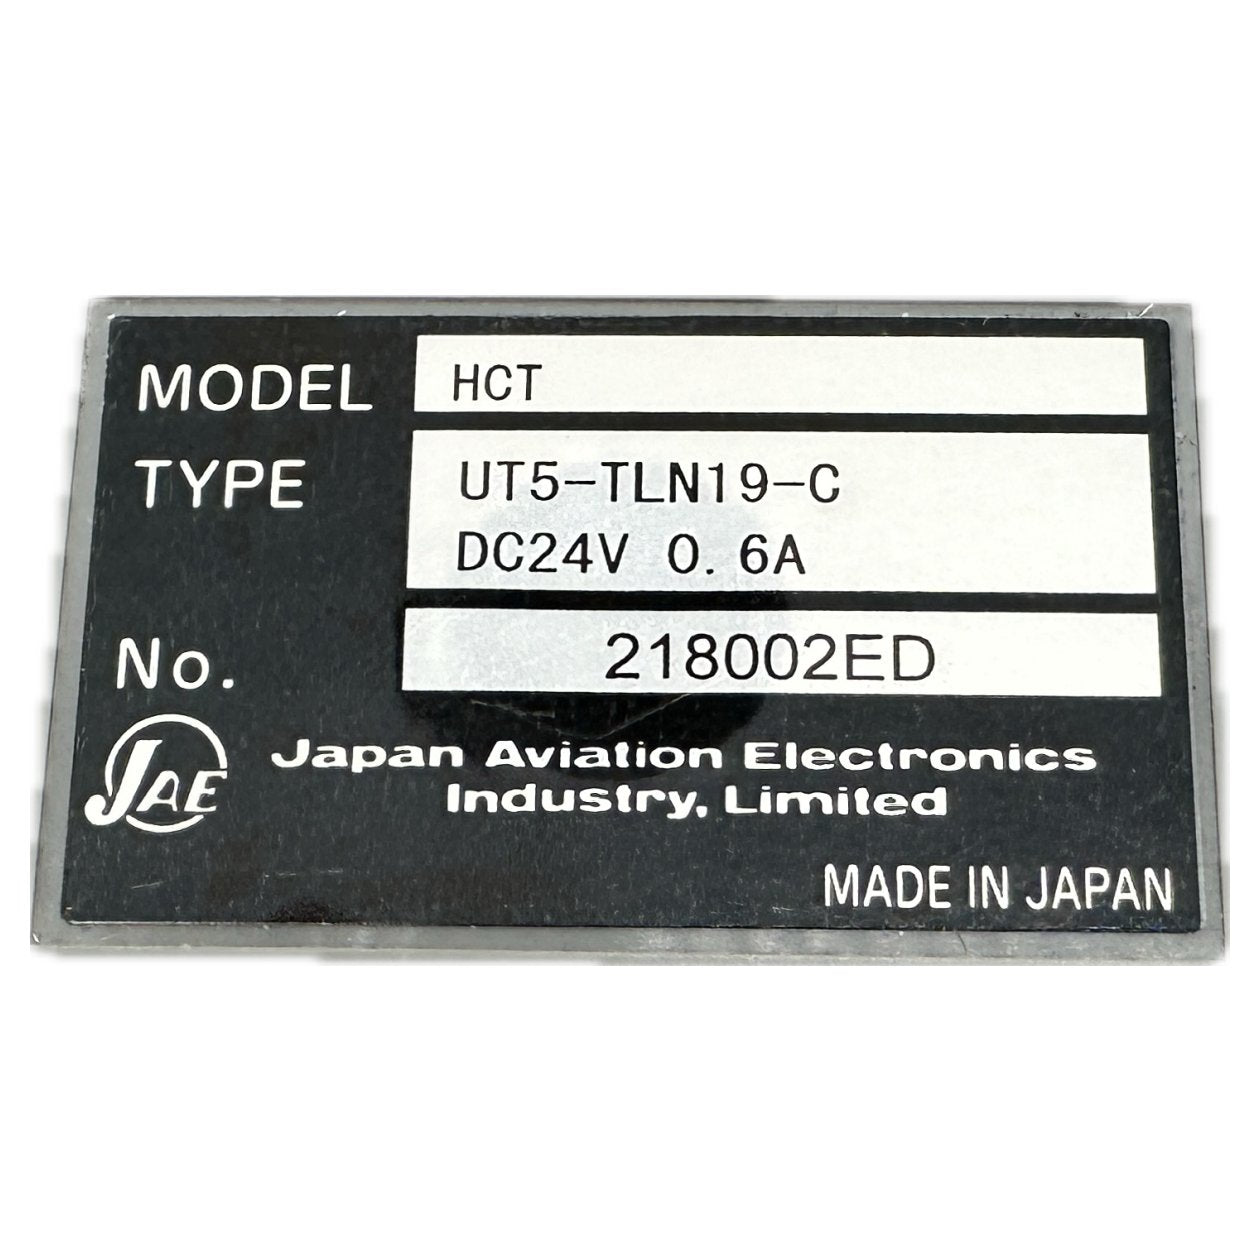 MODEL HCT
TYPE UT5-TLN19-C
DC24V 0.6A
No. 218002ED
JAE Japan Aviation Electronics
Industry, Limited
MADE IN JAPAN